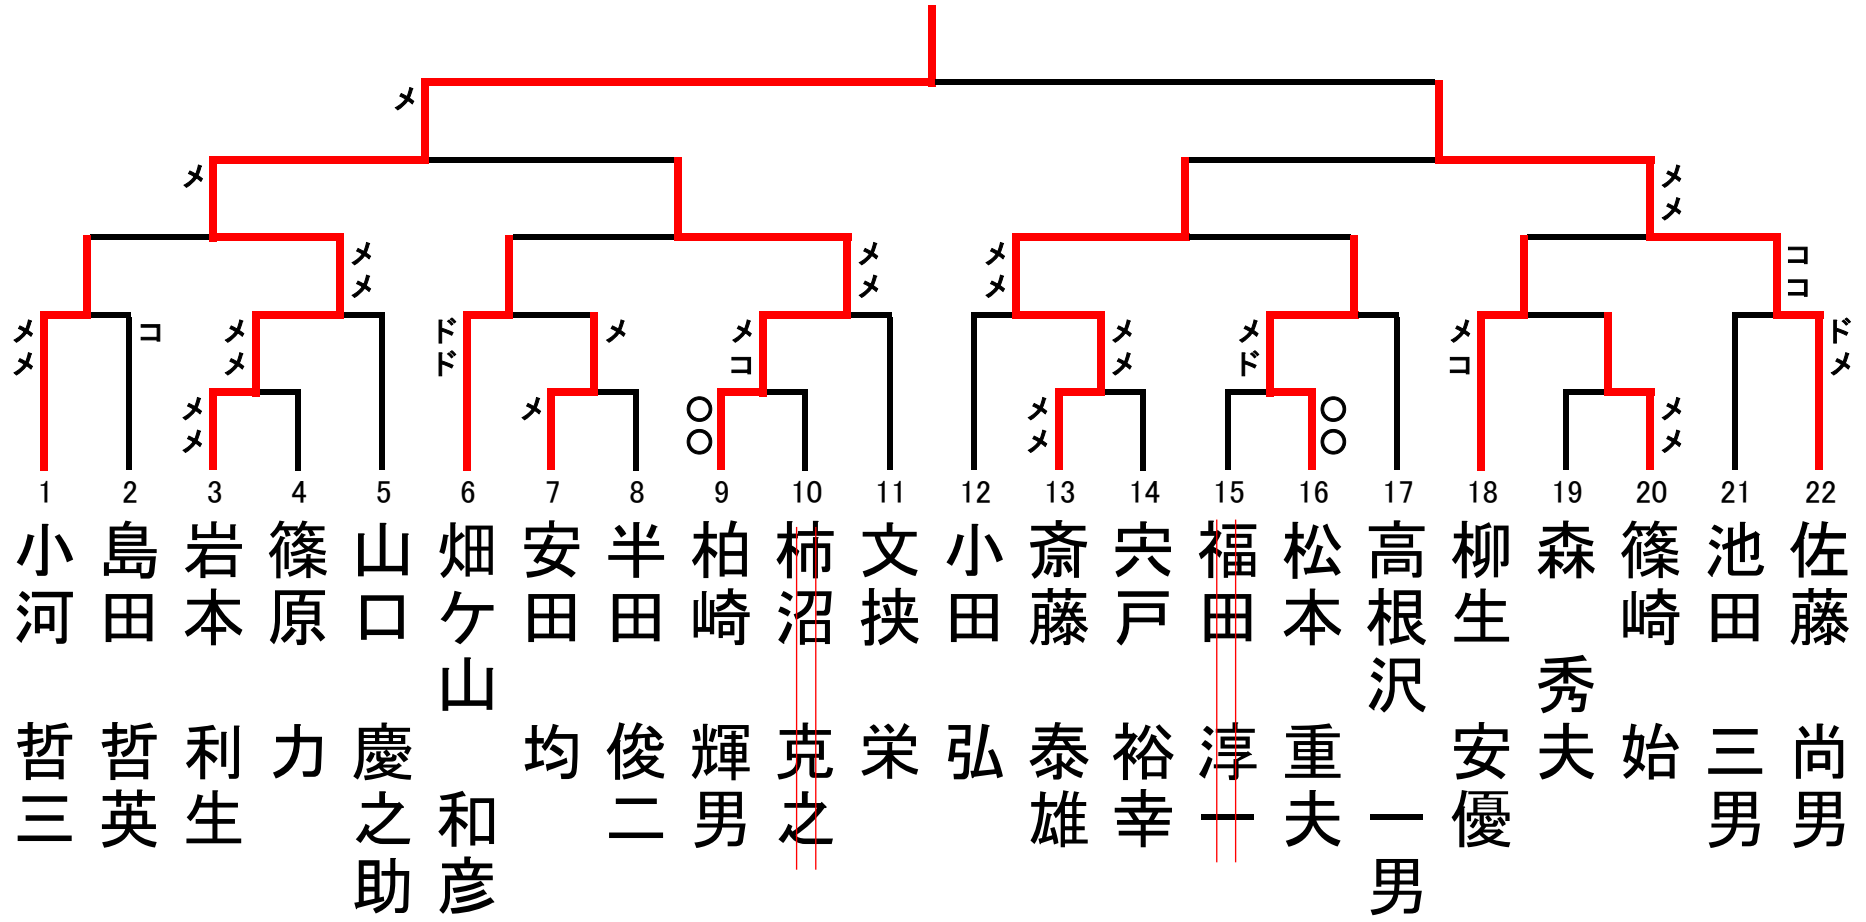 メ
メ
メ
メ
メ
メ
メ
メ
メ
メ
メ
メ
コ
コ
メ
メ
コ
メ
メ
ド
ド
メ
メ
コ
メ
メ
メ
ド
メ
コ
ド
メ
メ
メ
メ
〇
〇
メ
メ
〇
〇
メ
メ
1 2 3 4 5 6 7 8 9 10 11 12 13 14 15 16 17 18 19 20 21 22
小河 哲三
島田 哲英
岩本 利生
篠原 力
山口 慶之助
畑ケ山 和彦
安田 均
半田 俊二
柏崎 輝男
柿沼 克之
文挟 栄
小田 弘
斎藤 泰雄
宍戸 裕幸
福田 淳一
松本 重夫
高根沢 一男
柳生 安優
森 秀夫
篠崎 始
池田 三男
佐藤 尚男